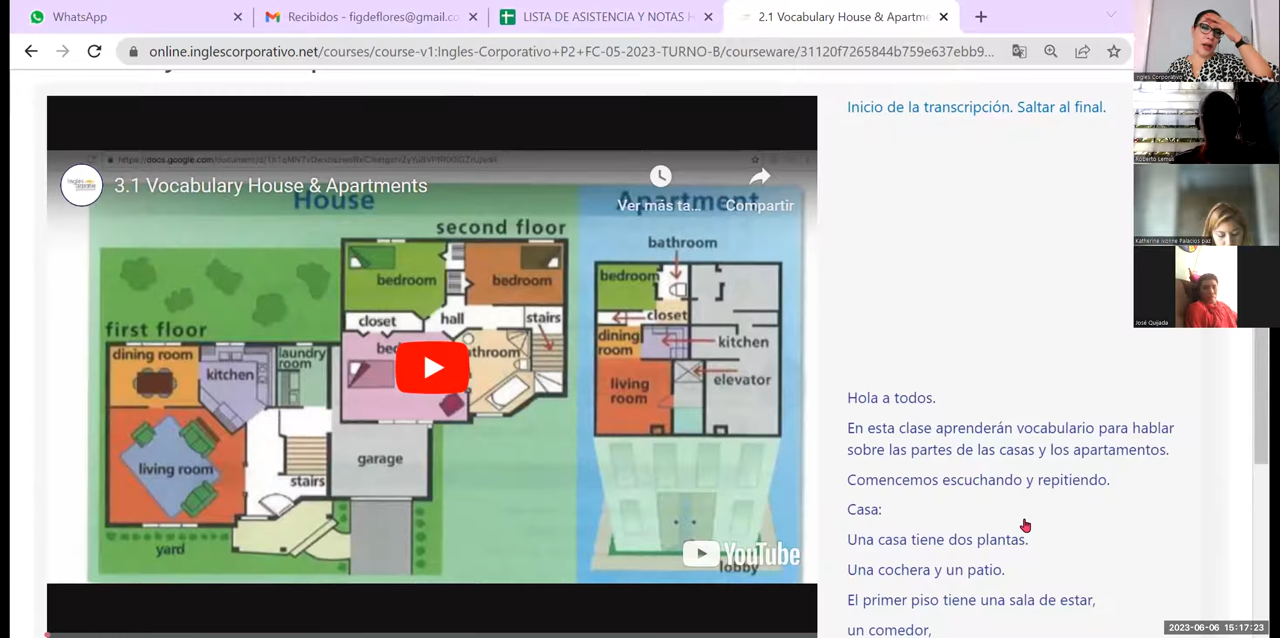 WhatsApp
Recibidos - figdeflores@gmail.co
LISTA DE ASISTENCIA Y NOTAS
2.1 Vocabulary House & Apartme
online.inglescorporativo.net/courses/course-v1:Ingles-Corporativo+P2+FC-05-2023-TURNO-B/courseware/31120f7265844b759e637ebb9...
3.1 Vocabulary House & Apartments
Ver más ta...
Compartir
House
second floor
bedroom
bedroom
closet
hall
stairs
first floor
dining room
kitchen
laundry
room
living room
stairs
garage
yard
Apartment
bathroom
bedroom
closet
dining
room
kitchen
living
room
elevator
lobby
YouTube
Inicio de la transcripción. Saltar al final.
Hola a todos.
En esta clase aprenderán vocabulario para hablar
sobre las partes de las casas y los apartamentos.
Comencemos escuchando y repitiendo.
Casa:
Una casa tiene dos plantas.
Una cochera y un patio.
El primer piso tiene una sala de estar,
un comedor,
Ingles Corporativo
Roberto Lemus
Katherine Ivonne Palacios paz
José Quijada
2023-06-06 15:17:23